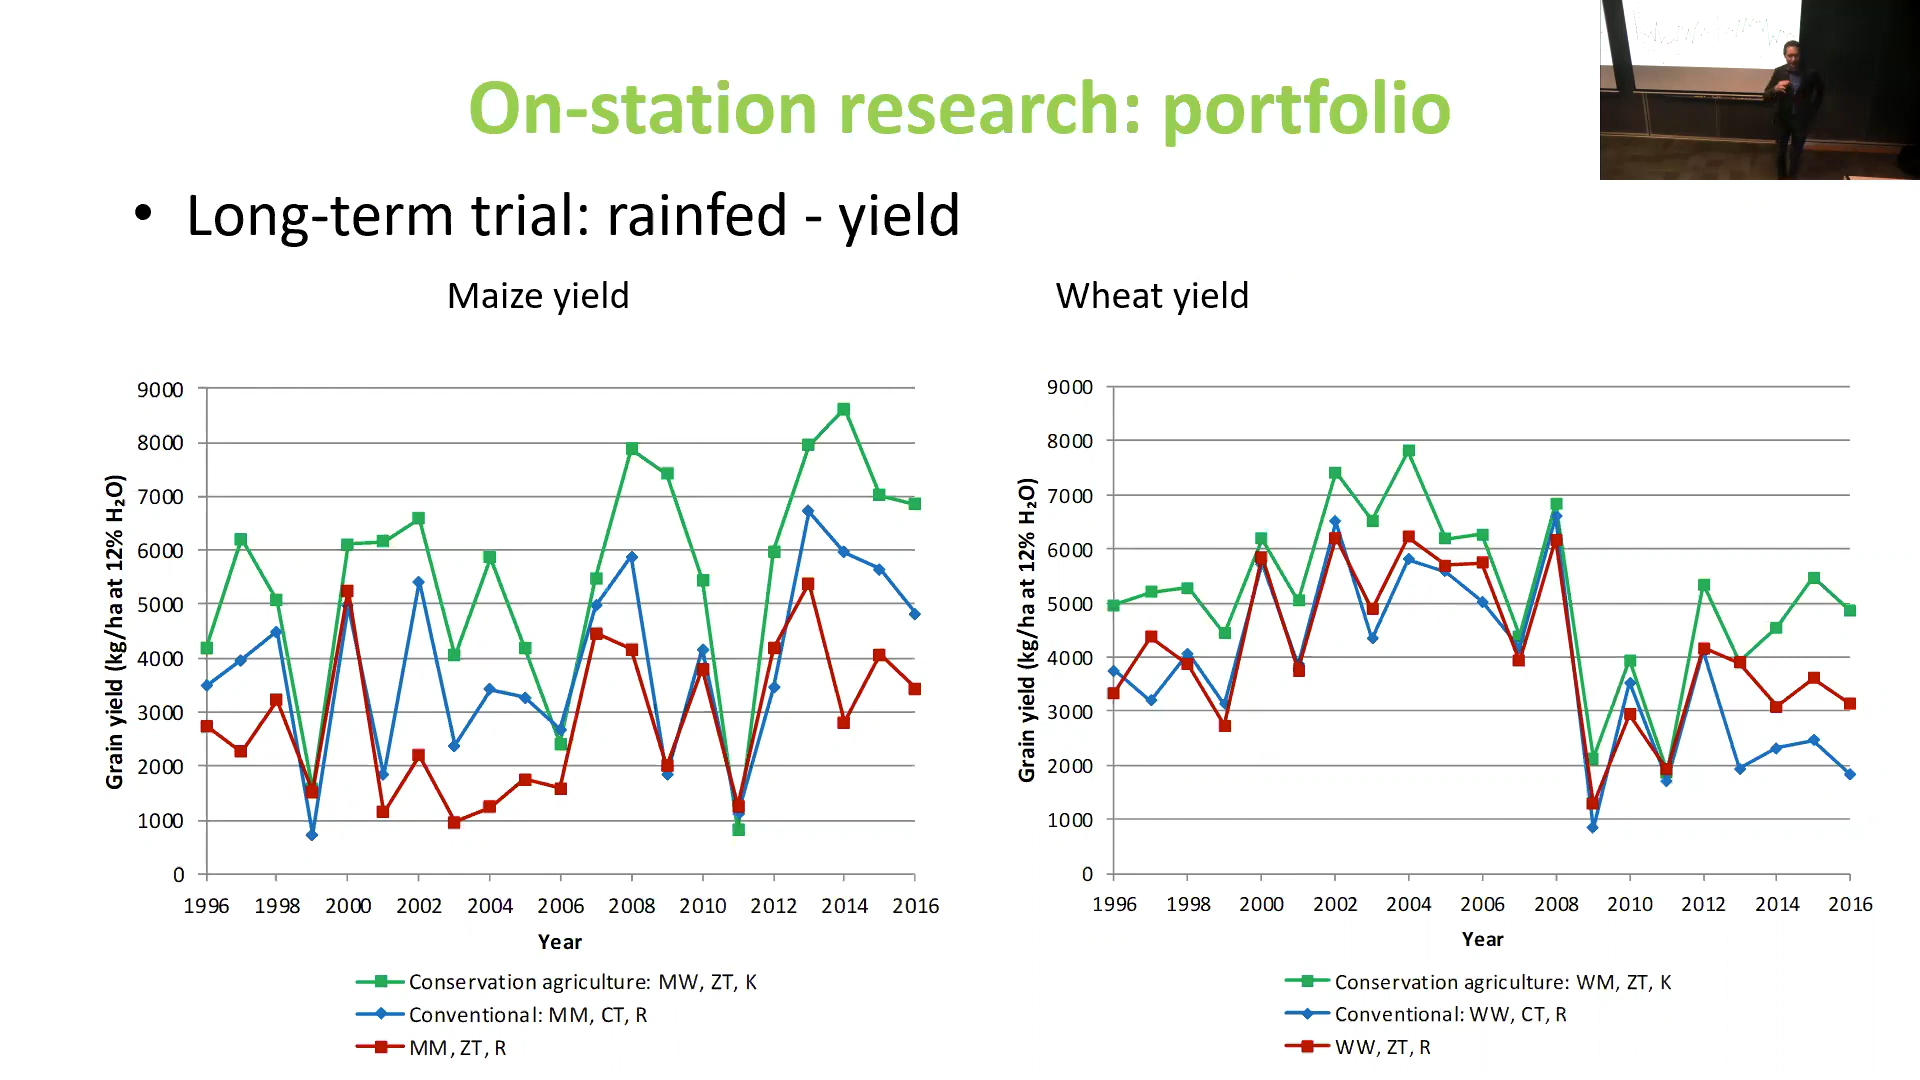 On-station research: portfolio
• Long-term trial: rainfed - yield
Maize yield
Grain yield (kg/ha at 12% H₂O)
9000
8000
7000
6000
5000
4000
3000
2000
1000
0
1996 1998 2000 2002 2004 2006 2008 2010 2012 2014 2016
Year
Conservation agriculture: MW, ZT, K
Conventional: MM, CT, R
MM, ZT, R
Wheat yield
Grain yield (kg/ha at 12% H₂O)
9000
8000
7000
6000
5000
4000
3000
2000
1000
0
1996 1998 2000 2002 2004 2006 2008 2010 2012 2014 2016
Year
Conservation agriculture: WM, ZT, K
Conventional: WW, CT, R
WW, ZT, R